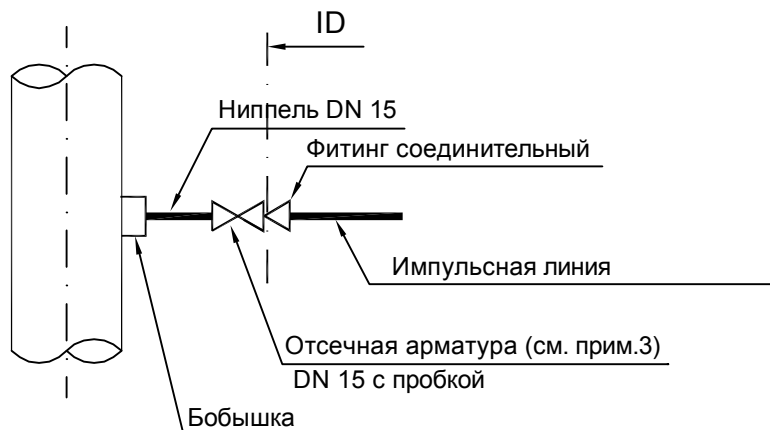 ID
Ниппель DN 15
Фитинг соединительный
Импульсная линия
Отсечная арматура (см. прим.3)
DN 15 с пробкой
Бобышка